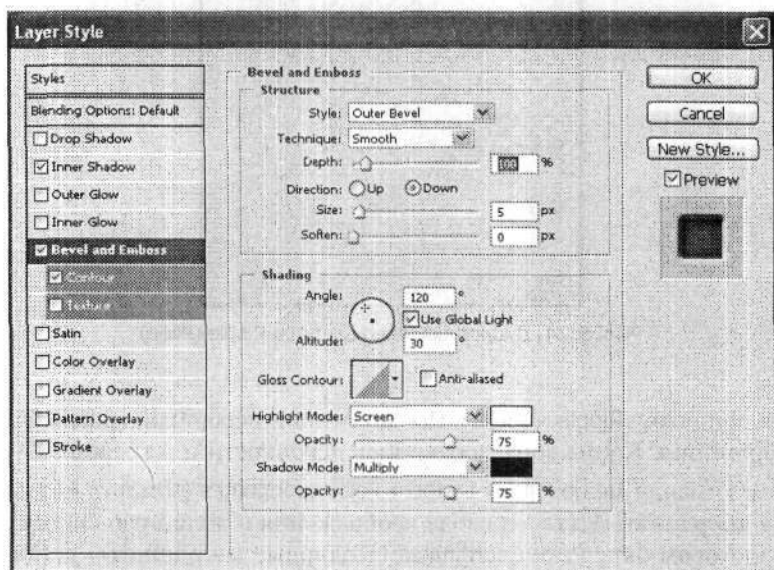 Layer Style
Styles
Blending Options: Default
Drop Shadow
Inner Shadow
Outer Glow
Inner Glow
Bevel and Emboss
Contour
Texture
Satin
Color Overlay
Gradient Overlay
Pattern Overlay
Stroke
Bevel and Emboss
Structure
Style: Outer Bevel
Technique: Smooth
Depth: 100 %
Direction: Up Down
Size: 5 px
Soften: 0 px
Shading
Angle: 120 °
Use Global Light
Altitude: 30 °
Gloss Contour: Anti-aliased
Highlight Mode: Screen
Opacity: 75 %
Shadow Mode: Multiply
Opacity: 75 %
OK
Cancel
New Style...
Preview